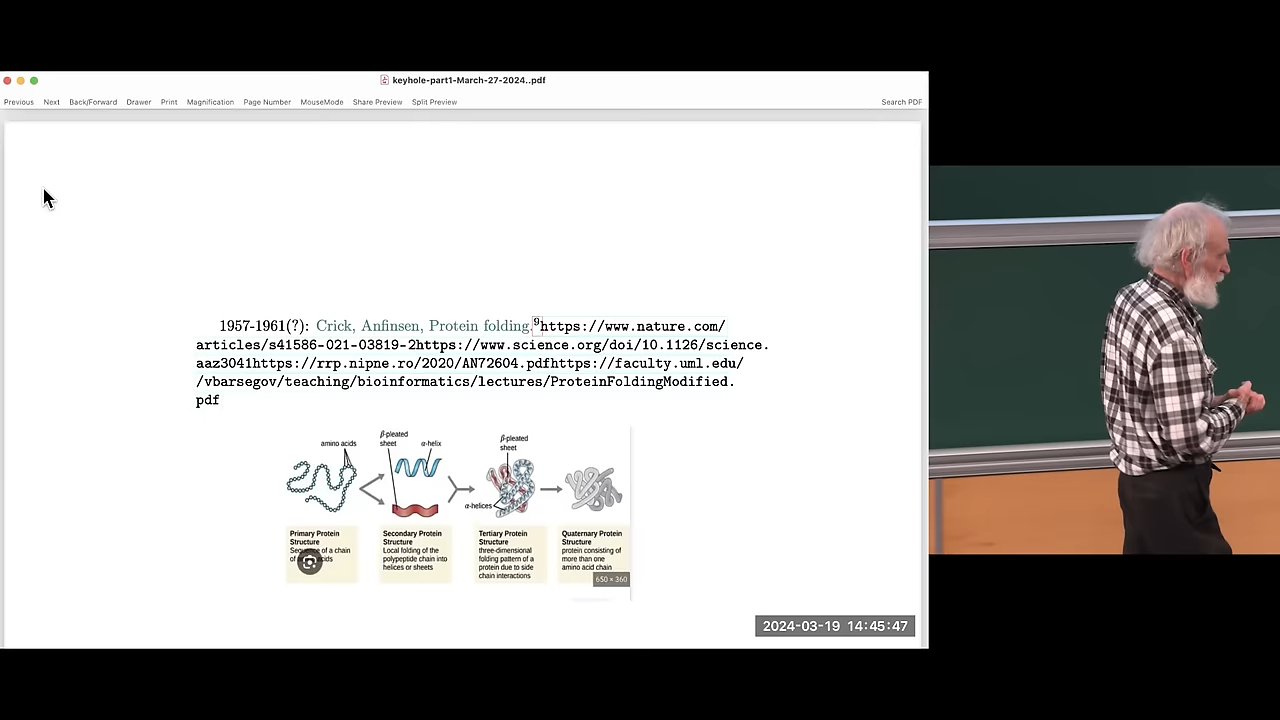 keyhole-part1-March-27-2024..pdf
Previous Next Back/Forward Drawer Print Magnification Page Number MouseMode Share Preview Split Preview Search PDF
1957-1961(?): Crick, Anfinsen, Protein folding.9https://www.nature.com/
articles/s41586-021-03819-2https://www.science.org/doi/10.1126/science.
aaz3041https://rrp.nipne.ro/2020/AN72604.pdfhttps://faculty.uml.edu/
/vbarsegov/teaching/bioinformatics/lectures/ProteinFoldingModified.
pdf
amino acids
β-pleated
sheet
α-helix
β-pleated
sheet
α-helices
Primary Protein
Structure
of a chain
of
Secondary Protein
Structure
Local folding of the
polypeptide chain into
helices or sheets
Tertiary Protein
Structure
three-dimensional
folding pattern of a
protein due to side
chain interactions
Quaternary Protein
Structure
protein consisting of
more than one
amino acid chain
650 × 360
2024-03-19 14:45:47